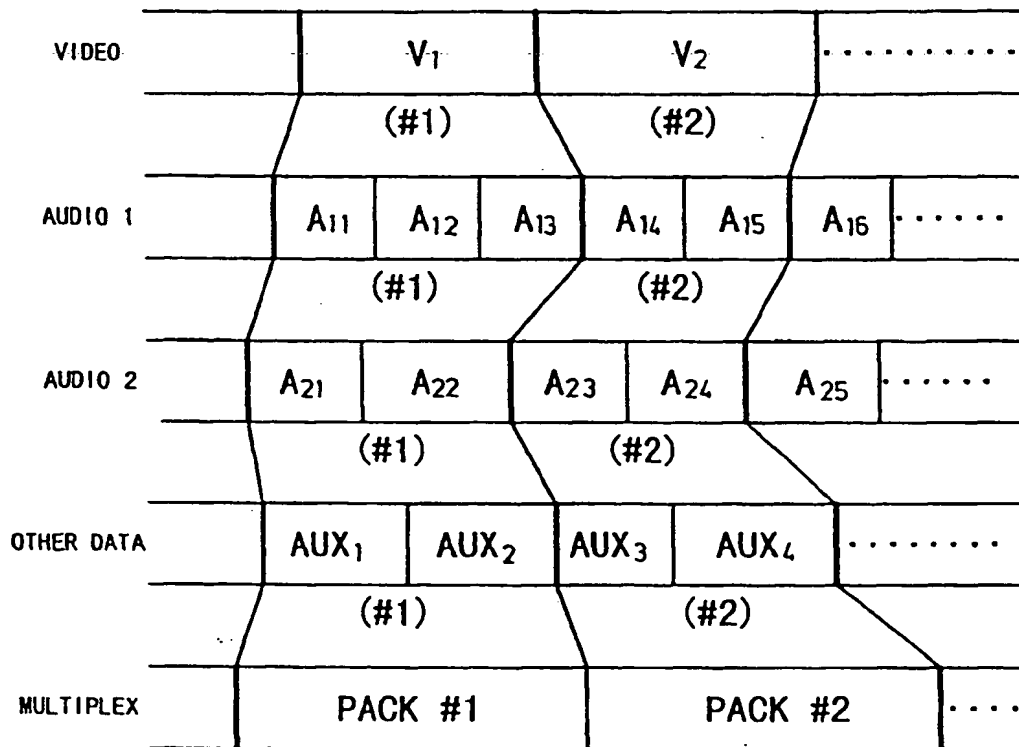 VIDEO V₁ V₂ ··········
(#1) (#2)
AUDIO 1 A₁₁ A₁₂ A₁₃ A₁₄ A₁₅ A₁₆ ······
(#1) (#2)
AUDIO 2 A₂₁ A₂₂ A₂₃ A₂₄ A₂₅ ······
(#1) (#2)
OTHER DATA AUX₁ AUX₂ AUX₃ AUX₄ ········
(#1) (#2)
MULTIPLEX PACK #1 PACK #2 ····